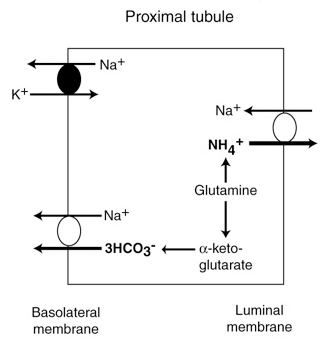 Proximal tubule
Na+
K+
Na+
NH4+
Glutamine
Na+
3HCO3- α-keto-
glutarate
Basolateral
membrane
Luminal
membrane